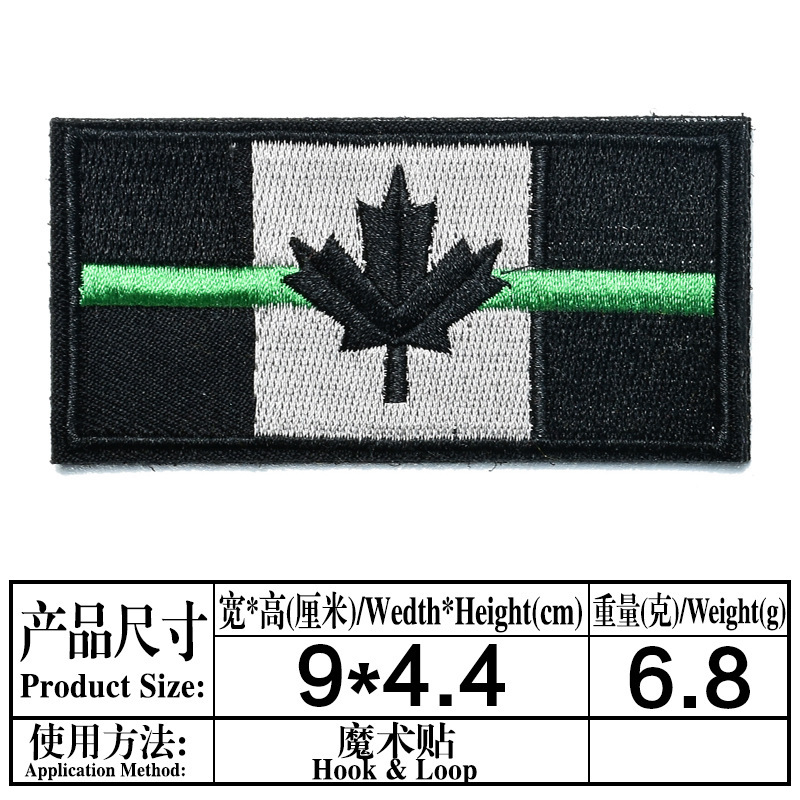 产品尺寸
Product Size:
宽*高(厘米)/Wedth*Height(cm)
重量(克)/Weight(g)
9*4.4
6.8
使用方法:
Application Method:
魔术贴
Hook & Loop